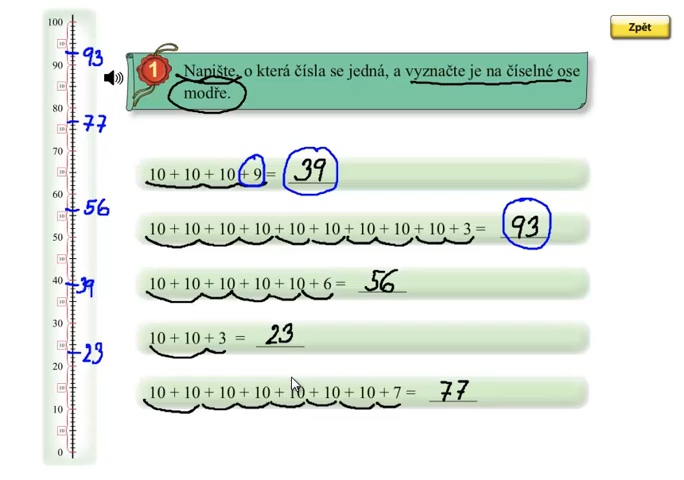 Zpět
1 Napište, o která čísla se jedná, a vyznačte je na číselné ose
modře.
100
93
90
80
77
70
60
56
50
40
39
30
23
20
10
0
10 + 10 + 10 + 9 = 39
10 + 10 + 10 + 10 + 10 + 10 + 10 + 10 + 10 + 3 = 93
10 + 10 + 10 + 10 + 10 + 6 = 56
10 + 10 + 3 = 23
10 + 10 + 10 + 10 + 10 + 10 + 10 + 7 = 77